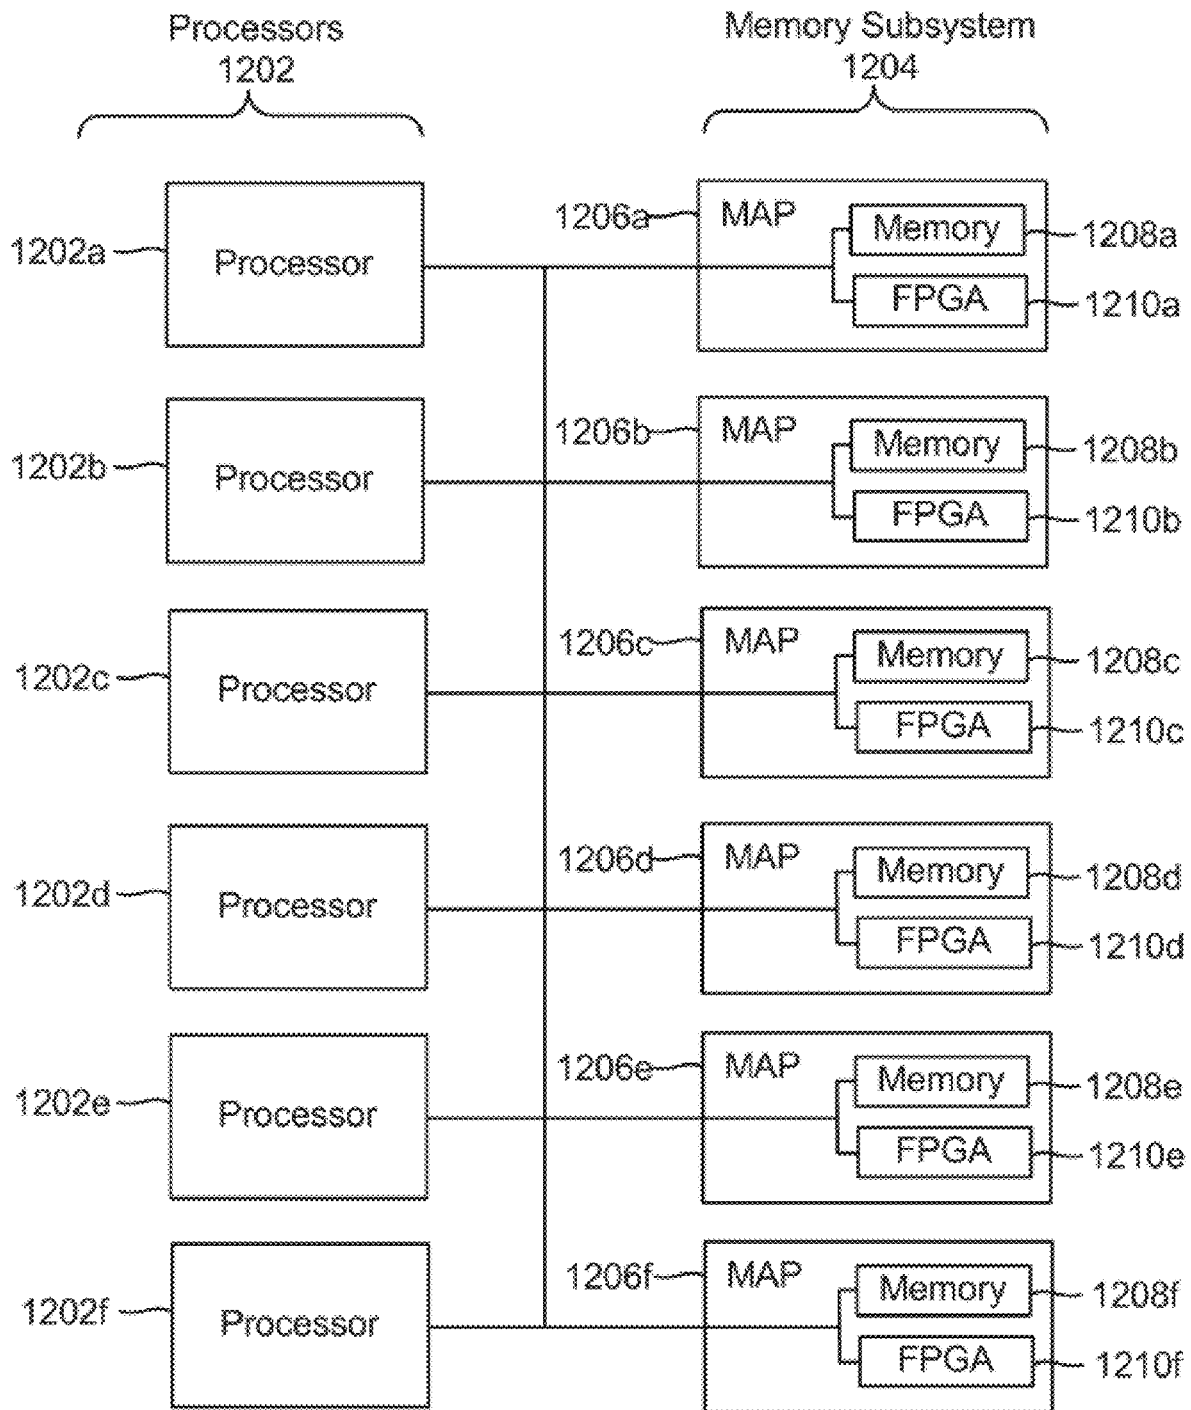 Processors
1202
Memory Subsystem
1204
1202a
Processor
1206a
MAP
Memory
1208a
FPGA
1210a
1202b
Processor
1206b
MAP
Memory
1208b
FPGA
1210b
1202c
Processor
1206c
MAP
Memory
1208c
FPGA
1210c
1202d
Processor
1206d
MAP
Memory
1208d
FPGA
1210d
1202e
Processor
1206e
MAP
Memory
1208e
FPGA
1210e
1202f
Processor
1206f
MAP
Memory
1208f
FPGA
1210f